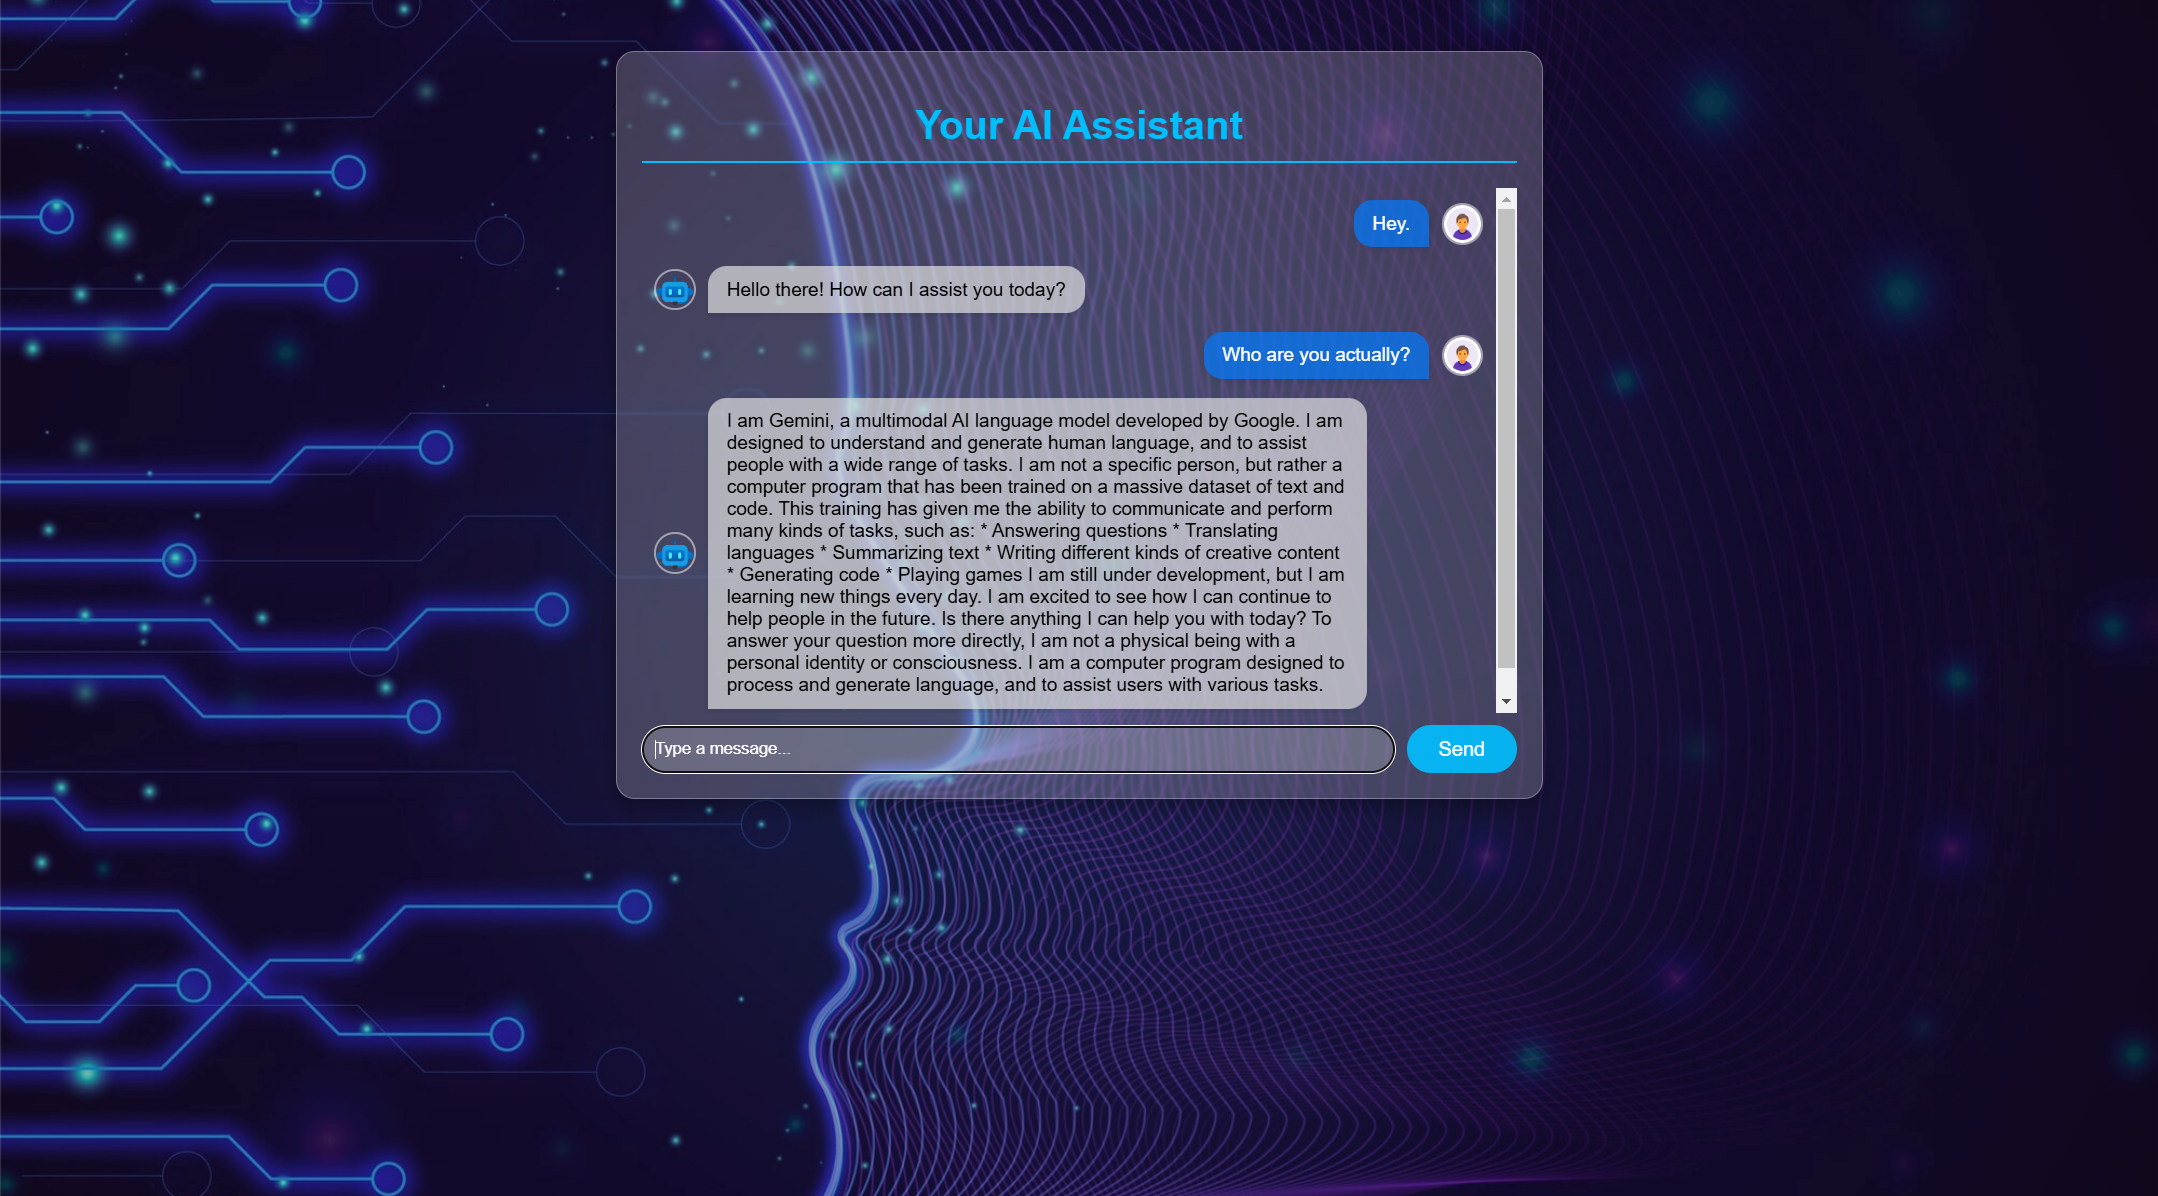 Your AI Assistant
Hey.
Hello there! How can I assist you today?
Who are you actually?
I am Gemini, a multimodal AI language model developed by Google. I am
designed to understand and generate human language, and to assist
people with a wide range of tasks. I am not a specific person, but rather a
computer program that has been trained on a massive dataset of text and
code. This training has given me the ability to communicate and perform
many kinds of tasks, such as: * Answering questions * Translating
languages * Summarizing text * Writing different kinds of creative content
* Generating code * Playing games I am still under development, but I am
learning new things every day. I am excited to see how I can continue to
help people in the future. Is there anything I can help you with today? To
answer your question more directly, I am not a physical being with a
personal identity or consciousness. I am a computer program designed to
process and generate language, and to assist users with various tasks.
Type a message...
Send